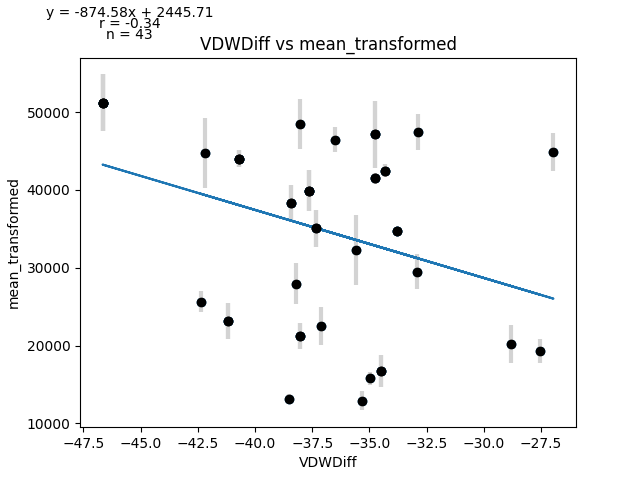 y = -874.58x + 2445.71
r = -0.34
n = 43
VDWDiff vs mean_transformed
50000
40000
30000
20000
10000
mean_transformed
−47.5 −45.0 −42.5 −40.0 −37.5 −35.0 −32.5 −30.0 −27.5
VDWDiff